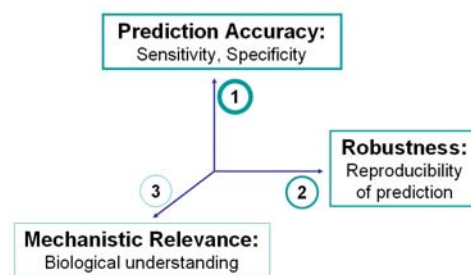 Prediction Accuracy:
Sensitivity, Specificity
1
Robustness:
Reproducibility
of prediction
2
3
Mechanistic Relevance:
Biological understanding